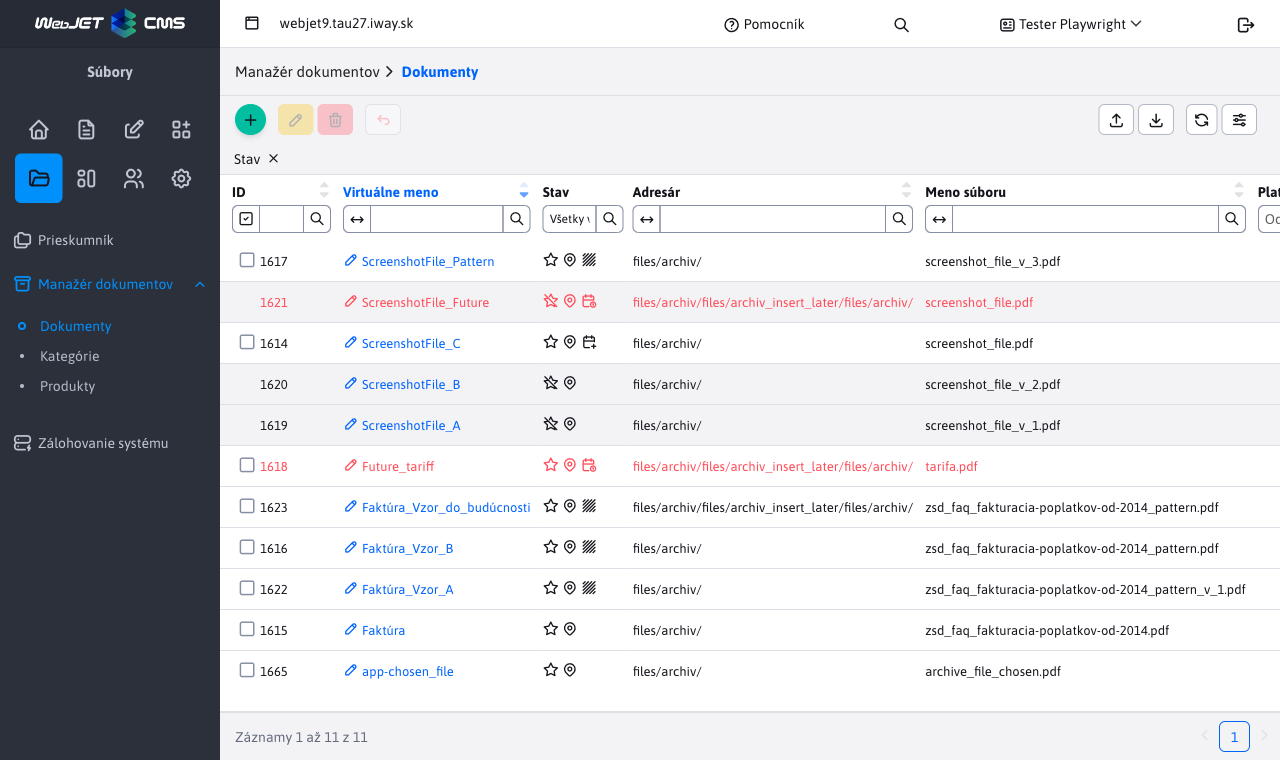 WebJET CMS
webjet9.tau27.iway.sk
Pomocník
Tester Playwright
Súbory
Manažér dokumentov > Dokumenty
Prieskumník
Manažér dokumentov
Dokumenty
Kategórie
Produkty
Zálohovanie systému
Stav ×
ID Virtuálne meno Stav Adresár Meno súboru
Všetky
1617 ScreenshotFile_Pattern files/archiv/ screenshot_file_v_3.pdf
1621 ScreenshotFile_Future files/archiv/files/archiv_insert_later/files/archiv/ screenshot_file.pdf
1614 ScreenshotFile_C files/archiv/ screenshot_file.pdf
1620 ScreenshotFile_B files/archiv/ screenshot_file_v_2.pdf
1619 ScreenshotFile_A files/archiv/ screenshot_file_v_1.pdf
1618 Future_tariff files/archiv/files/archiv_insert_later/files/archiv/ tarifa.pdf
1623 Faktúra_Vzor_do_budúcnosti files/archiv/files/archiv_insert_later/files/archiv/ zsd_faq_fakturacia-poplatkov-od-2014_pattern.pdf
1616 Faktúra_Vzor_B files/archiv/ zsd_faq_fakturacia-poplatkov-od-2014_pattern.pdf
1622 Faktúra_Vzor_A files/archiv/ zsd_faq_fakturacia-poplatkov-od-2014_pattern_v_1.pdf
1615 Faktúra files/archiv/ zsd_faq_fakturacia-poplatkov-od-2014.pdf
1665 app-chosen_file files/archiv/ archive_file_chosen.pdf
Záznamy 1 až 11 z 11
1